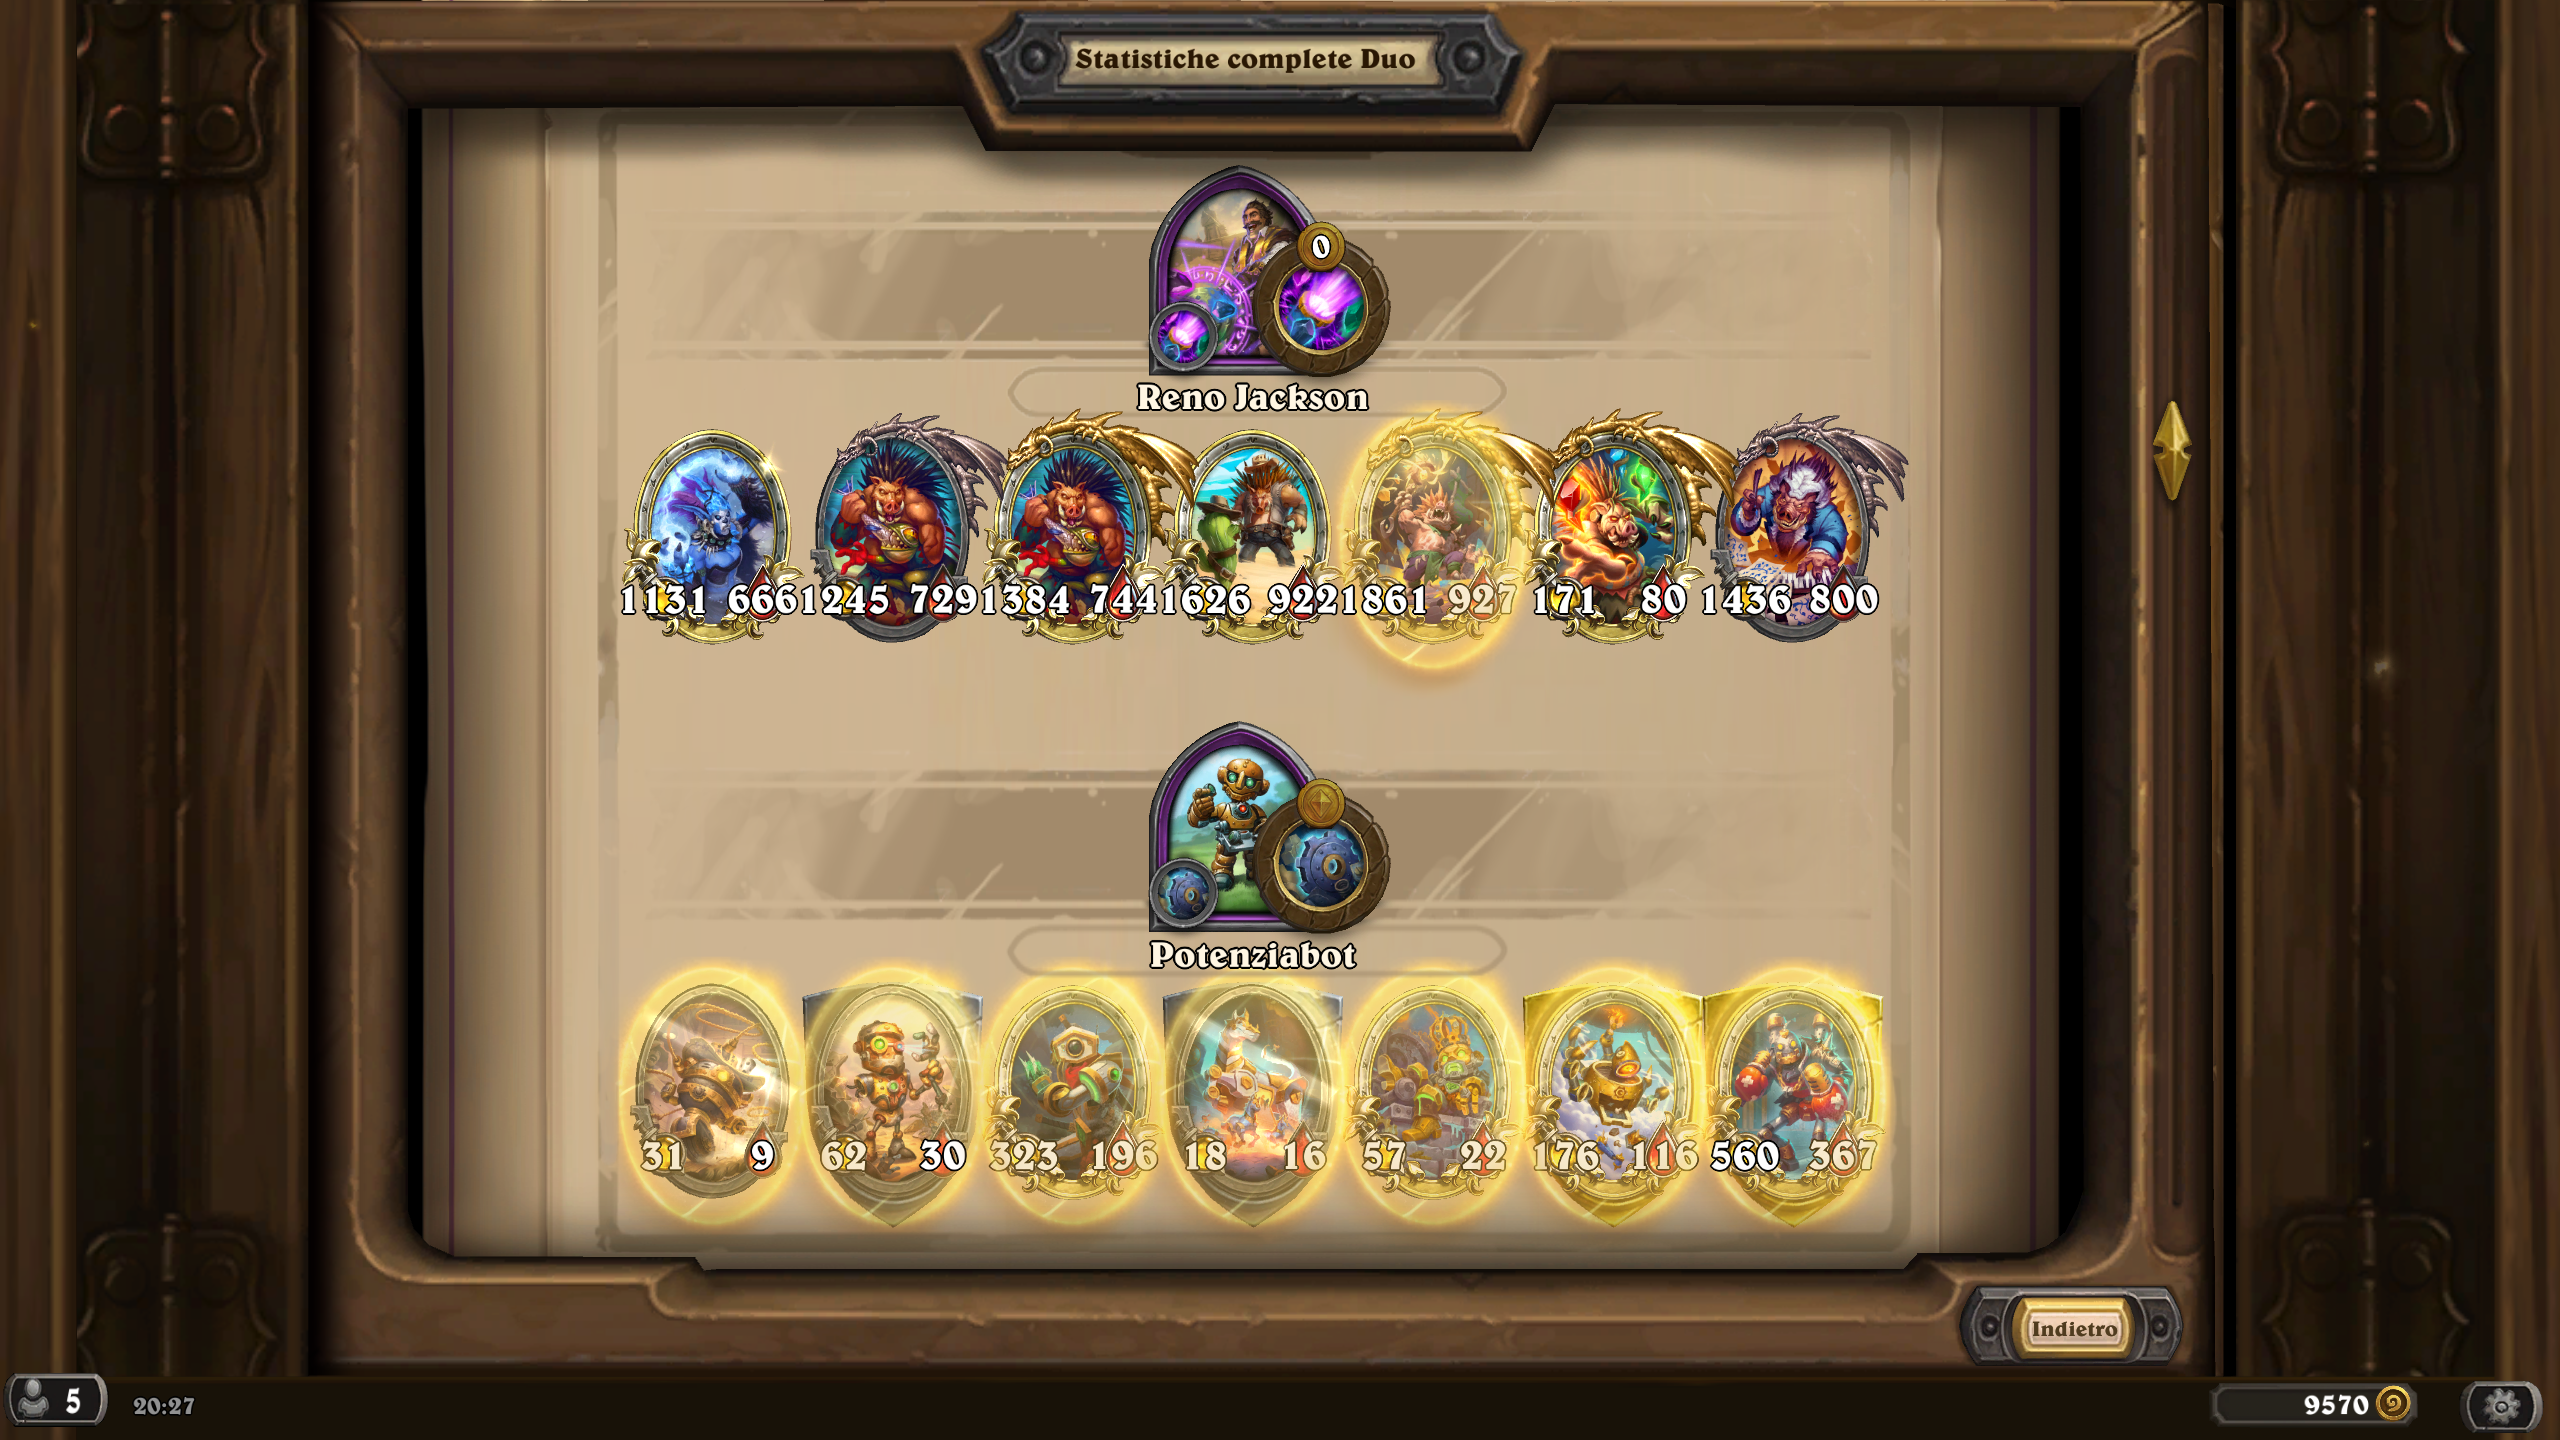 Statistiche complete Duo
0
Reno Jackson
1131 666 1245 729 1384 744 1626 922 1861 927 171 80 1436 800
Potenziabot
31 9 62 30 323 196 18 16 57 22 176 116 560 367
Indietro
5 20:27 9570